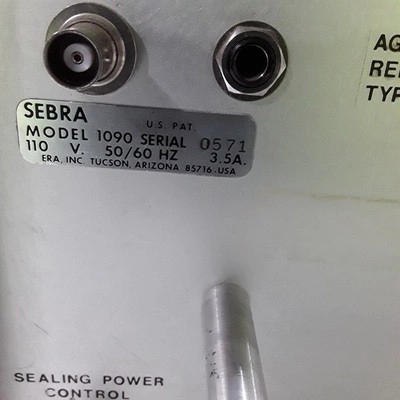 AG
RE
TYP
SEBRA
U.S. PAT.
MODEL 1090 SERIAL 0571
110 V. 50/60 HZ 3.5A.
ERA, INC. TUCSON, ARIZONA 85716 USA
SEALING POWER
CONTROL